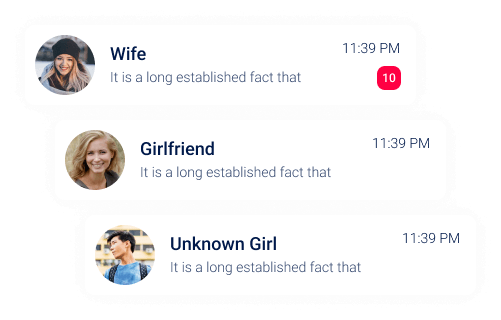 Wife
11:39 PM
It is a long established fact that
10
Girlfriend
11:39 PM
It is a long established fact that
Unknown Girl
11:39 PM
It is a long established fact that